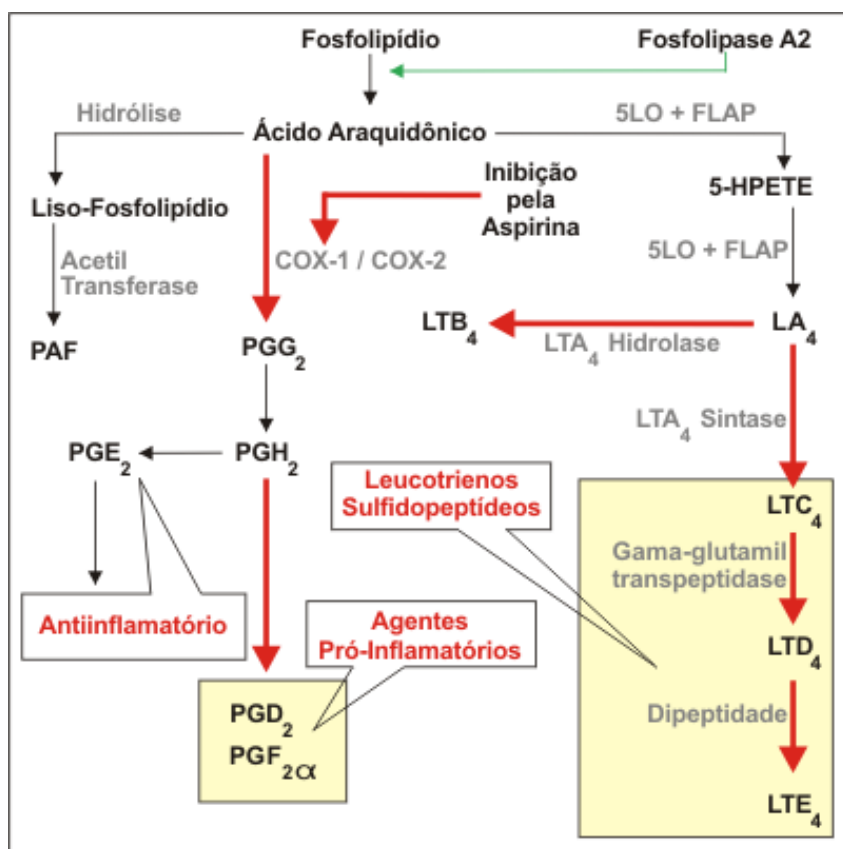 Fosfolipídio
Fosfolipase A2
Hidrólise
Ácido Araquidônico
5LO + FLAP
Liso-Fosfolipídio
Inibição
pela
Aspirina
5-HPETE
Acetil
Transferase
COX-1 / COX-2
5LO + FLAP
PAF
PGG2
LTB4
LTA4 Hidrolase
LA4
LTA4 Sintase
PGE2
PGH2
Leucotrienos
Sulfidopeptídeos
LTC4
Gama-glutamil
transpeptidase
Antiinflamatório
Agentes
Pró-Inflamatórios
LTD4
PGD2
PGF2α
Dipeptidade
LTE4